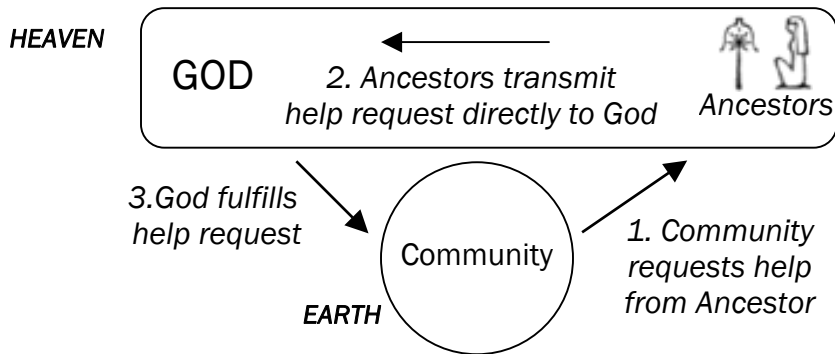 HEAVEN
GOD
2. Ancestors transmit
help request directly to God
Ancestors
3.God fulfills
help request
Community
1. Community
requests help
from Ancestor
EARTH